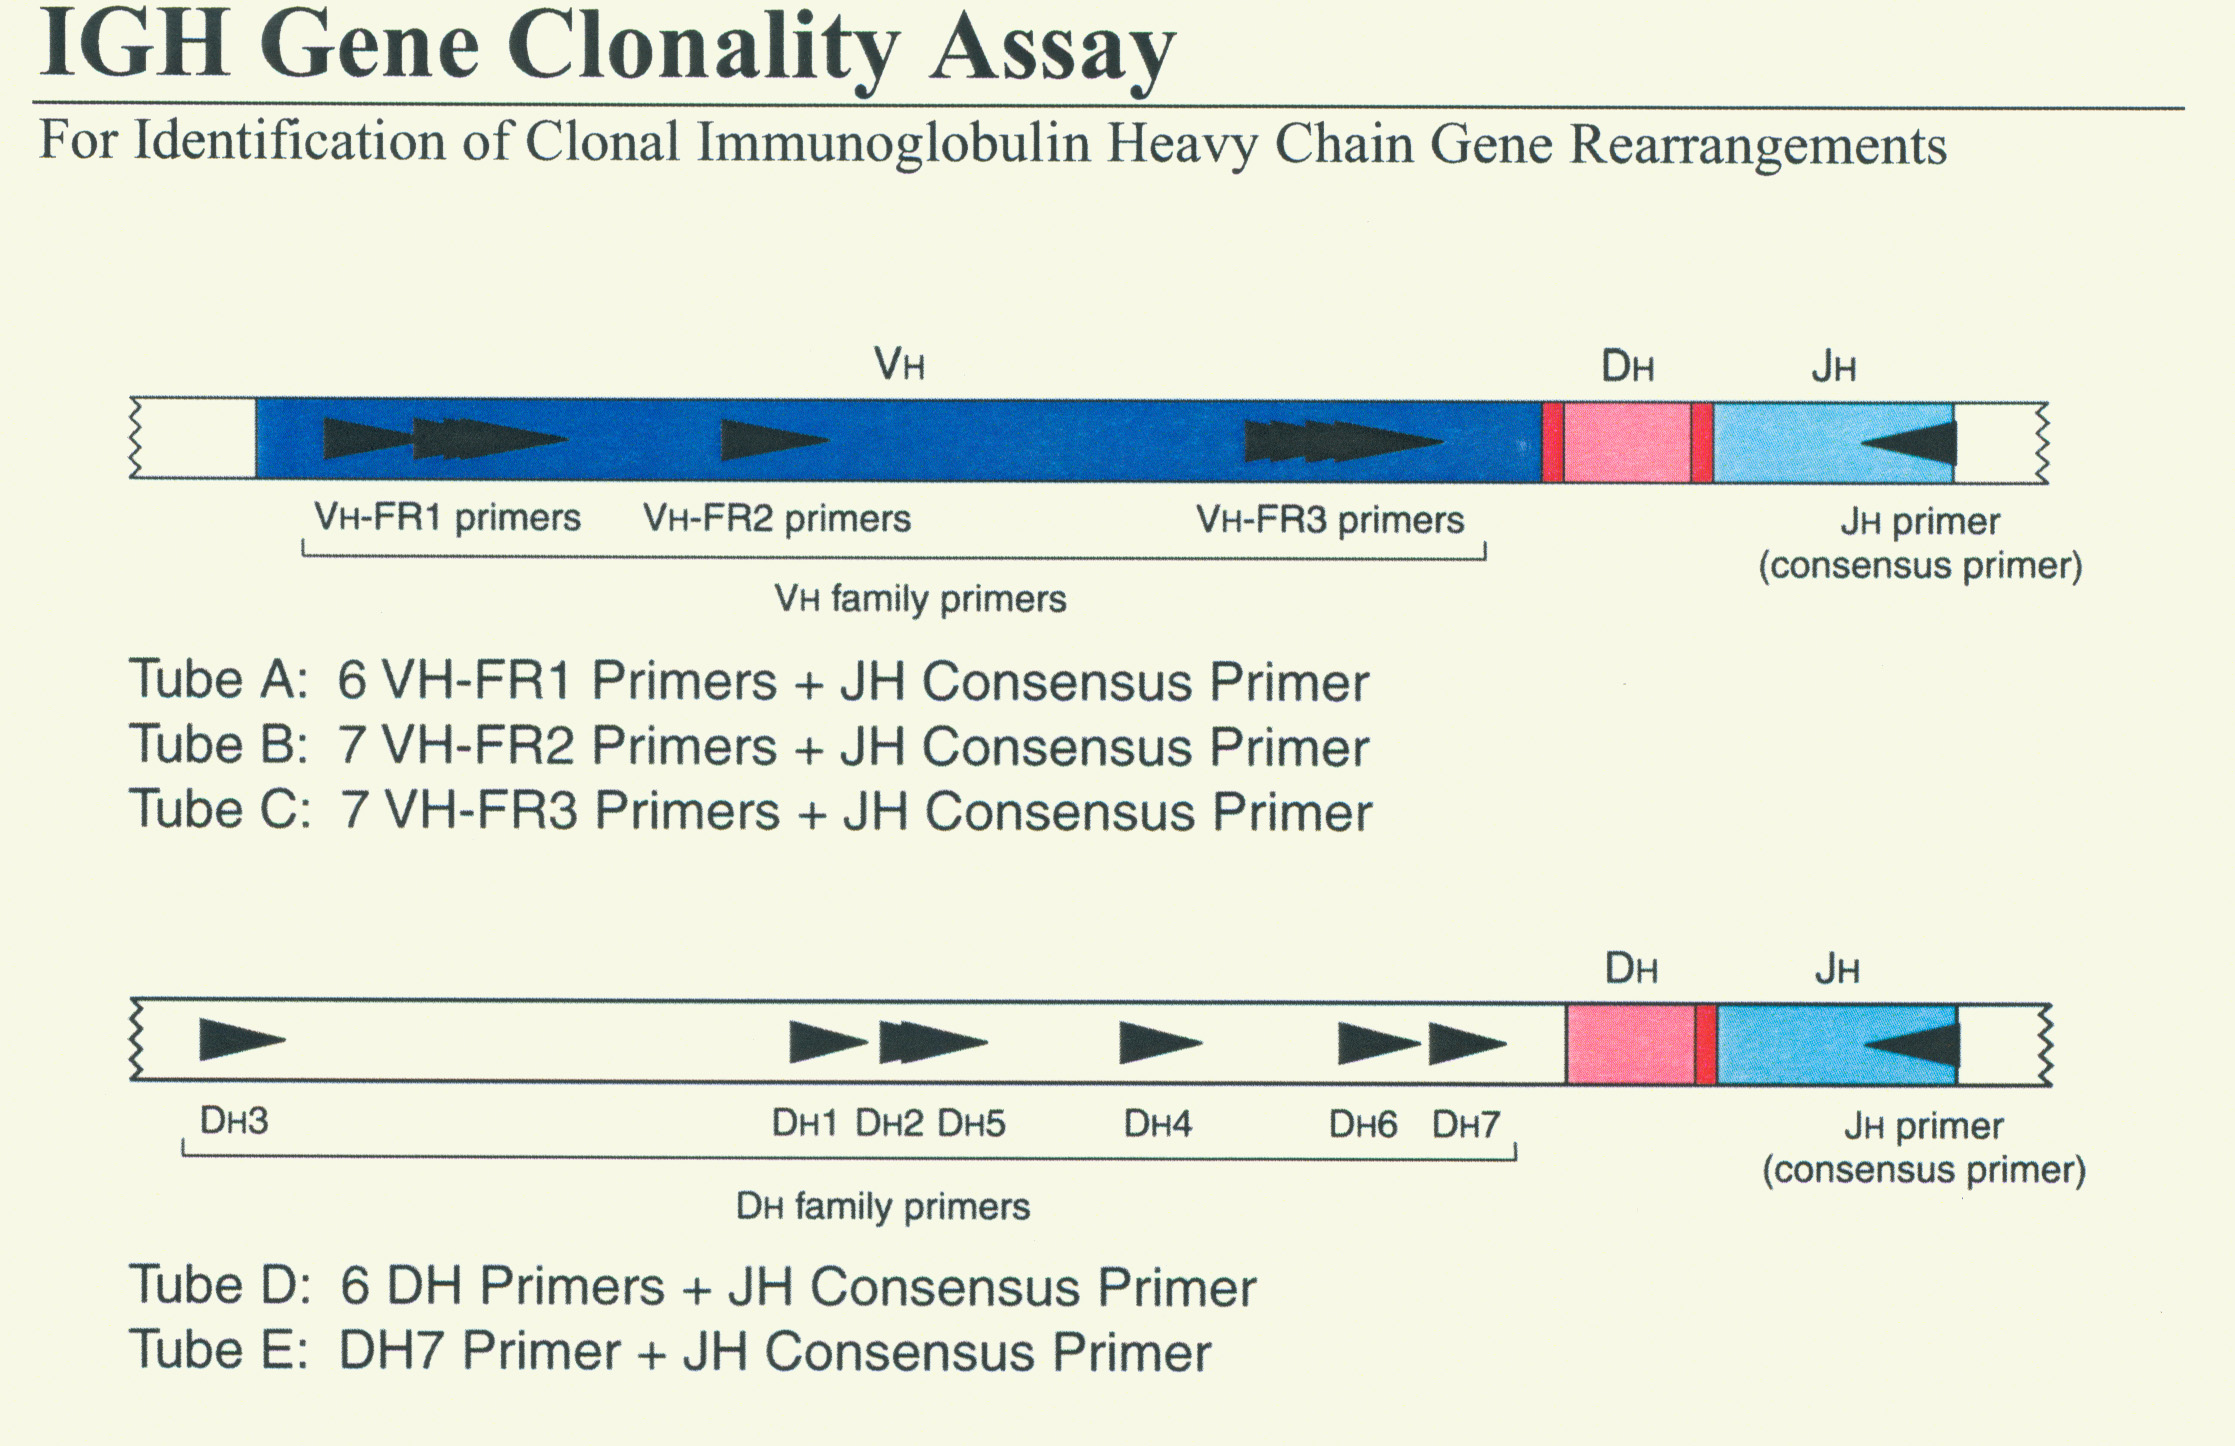 IGH Gene Clonality Assay
For Identification of Clonal Immunoglobulin Heavy Chain Gene Rearrangements
VH DH JH
VH-FR1 primers VH-FR2 primers VH-FR3 primers JH primer
(consensus primer)
VH family primers
Tube A: 6 VH-FR1 Primers + JH Consensus Primer
Tube B: 7 VH-FR2 Primers + JH Consensus Primer
Tube C: 7 VH-FR3 Primers + JH Consensus Primer
DH JH
DH3 DH1 DH2 DH5 DH4 DH6 DH7 JH primer
(consensus primer)
DH family primers
Tube D: 6 DH Primers + JH Consensus Primer
Tube E: DH7 Primer + JH Consensus Primer